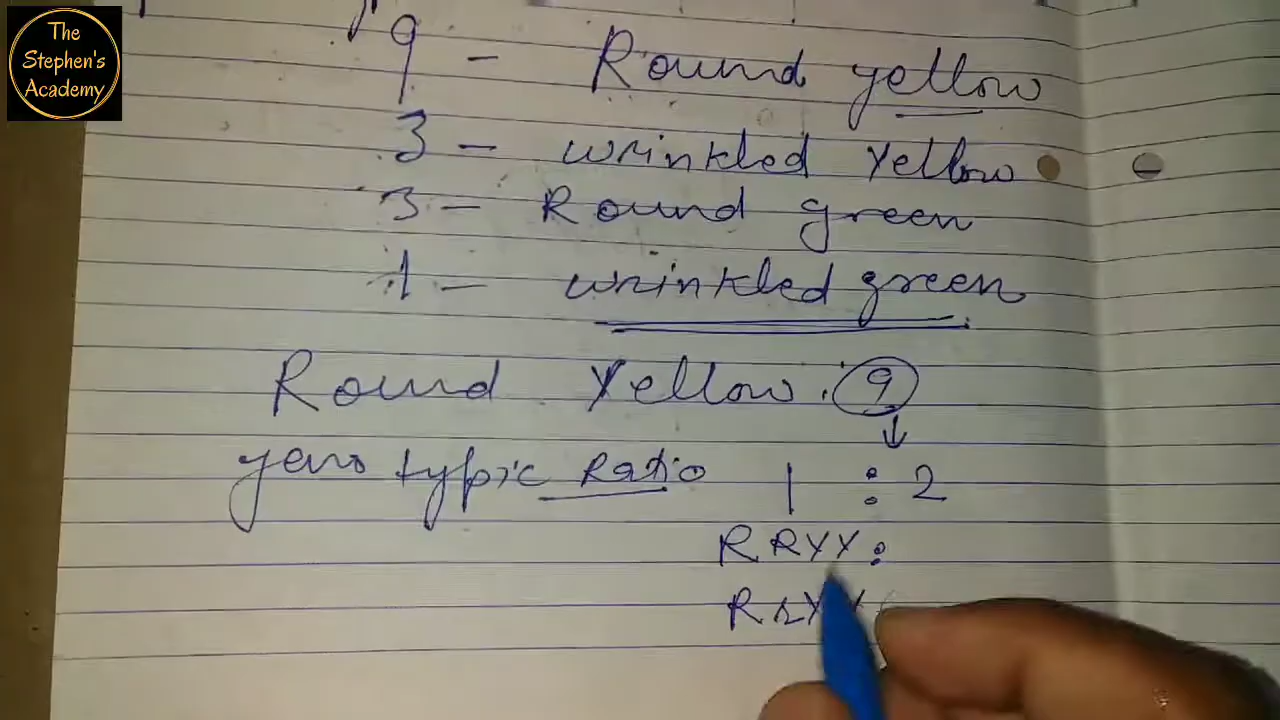 The
Stephen's
Academy
9 - Round yellow
3 - wrinkled yellow
3 - Round green
1 - wrinkled green
Round Yellow. 9
↓
genotypic Ratio 1 : 2
RRYY :
RrYY